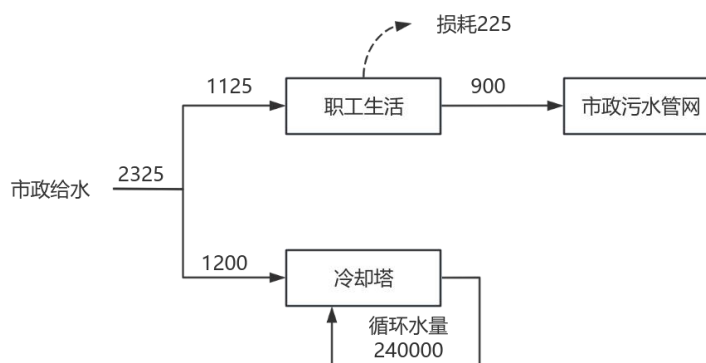 损耗225
1125
职工生活
900
市政污水管网
市政给水
2325
1200
冷却塔
循环水量
240000